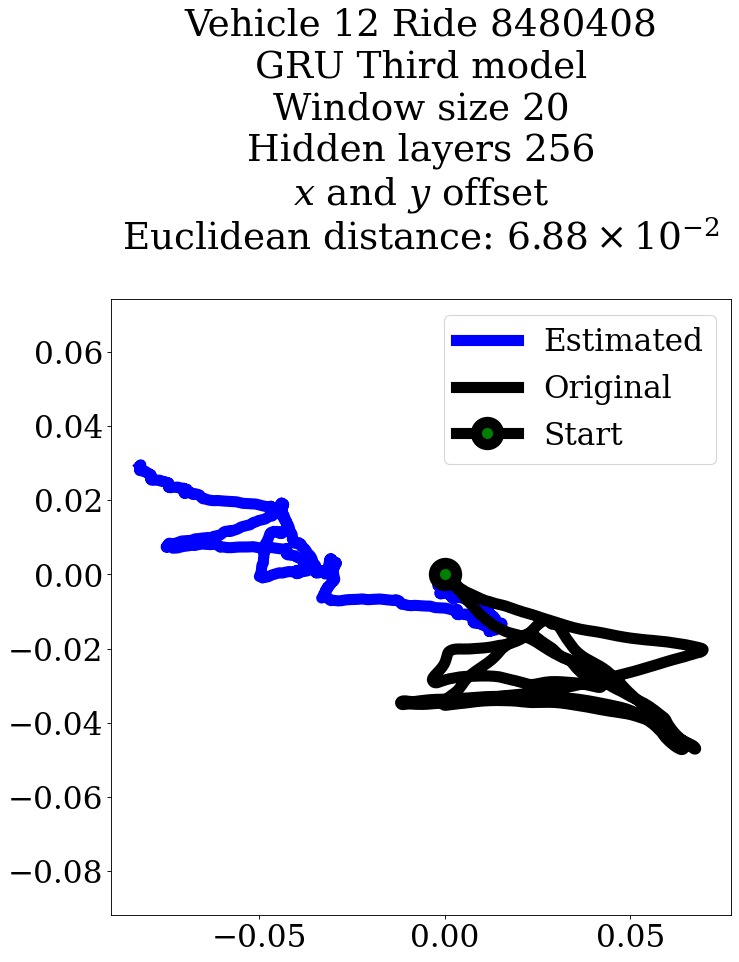 Vehicle 12 Ride 8480408
GRU Third model
Window size 20
Hidden layers 256
x and y offset
Euclidean distance: 6.88 × 10⁻²
Estimated
Original
Start
0.06
0.04
0.02
0.00
−0.02
−0.04
−0.06
−0.08
−0.05
0.00
0.05